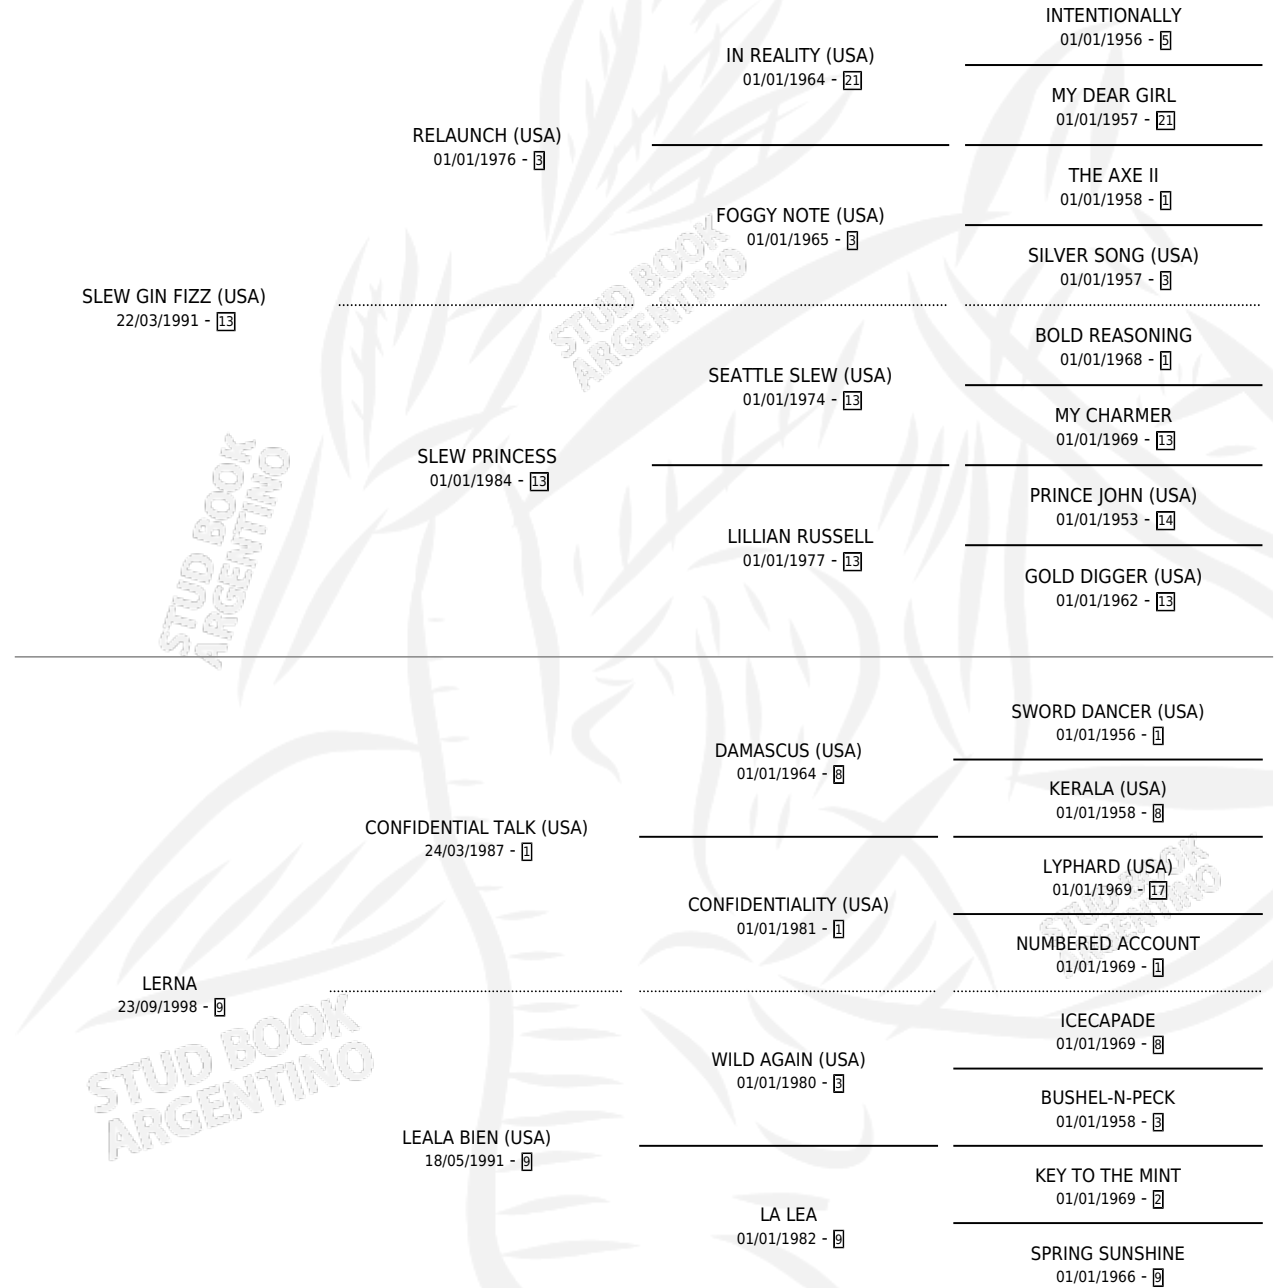 INTENTIONALLY
01/01/1956 - 5
IN REALITY (USA)
01/01/1964 - 21
MY DEAR GIRL
01/01/1957 - 21
RELAUNCH (USA)
01/01/1976 - 3
THE AXE II
01/01/1958 - 1
FOGGY NOTE (USA)
01/01/1965 - 3
SILVER SONG (USA)
01/01/1957 - 3
SLEW GIN FIZZ (USA)
22/03/1991 - 13
STUD BOOK
ARGENTINO
BOLD REASONING
01/01/1968 - 1
SEATTLE SLEW (USA)
01/01/1974 - 13
MY CHARMER
01/01/1969 - 13
SLEW PRINCESS
01/01/1984 - 13
PRINCE JOHN (USA)
01/01/1953 - 14
LILLIAN RUSSELL
01/01/1977 - 13
GOLD DIGGER (USA)
01/01/1962 - 13
STUD BOOK
ARGENTINO
SWORD DANCER (USA)
01/01/1956 - 1
DAMASCUS (USA)
01/01/1964 - 8
KERALA (USA)
01/01/1958 - 8
CONFIDENTIAL TALK (USA)
24/03/1987 - 1
LYPHARD (USA)
01/01/1969 - 17
STUD BOOK
ARGENTINO
CONFIDENTIALITY (USA)
01/01/1981 - 1
NUMBERED ACCOUNT
01/01/1969 - 1
LERNA
23/09/1998 - 9
STUD BOOK
ARGENTINO
ICECAPADE
01/01/1969 - 8
WILD AGAIN (USA)
01/01/1980 - 3
BUSHEL-N-PECK
01/01/1958 - 3
LEALA BIEN (USA)
18/05/1991 - 9
KEY TO THE MINT
01/01/1969 - 2
LA LEA
01/01/1982 - 9
SPRING SUNSHINE
01/01/1966 - 9